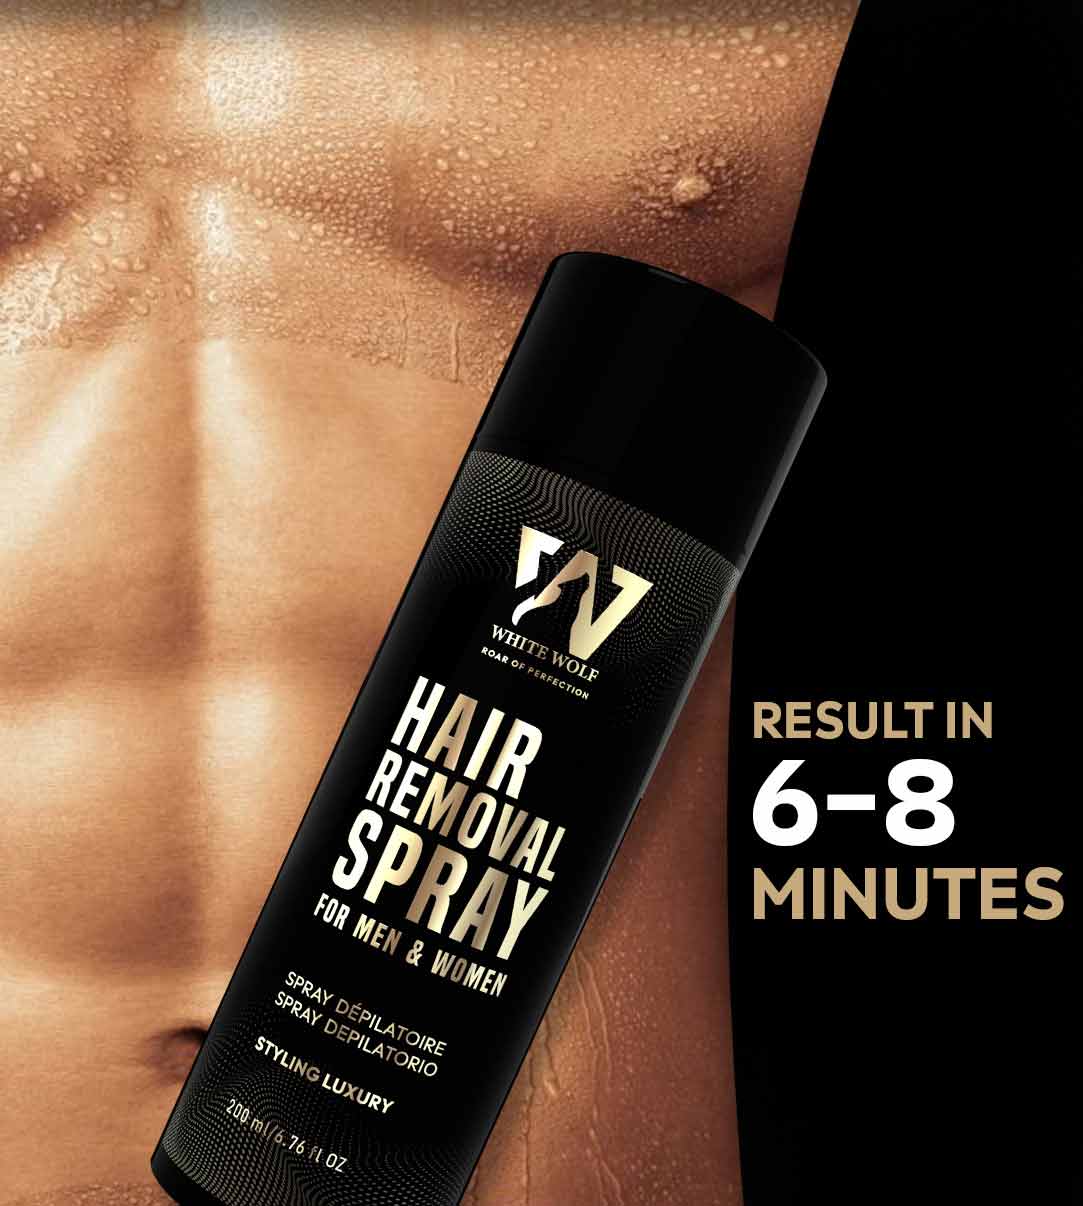 WHITE WOLF
ROAR OF PERFECTION
HAIR
REMOVAL
SPRAY
FOR MEN & WOMEN
SPRAY DÉPILATOIRE
SPRAY DEPILATORIO
STYLING LUXURY
200 ml/6.76 fl OZ
RESULT IN
6-8
MINUTES